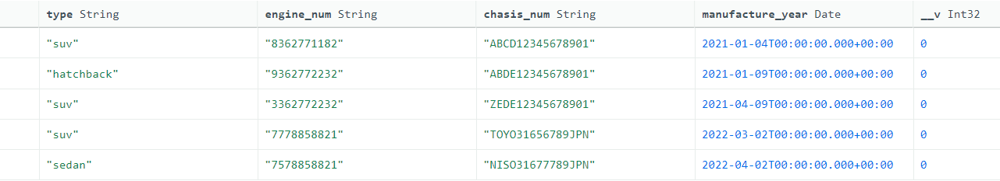 type String engine_num String chasis_num String manufacture_year Date __v Int32
"suv" "8362771182" "ABCD12345678901" 2021-01-04T00:00:00.000+00:00 0
"hatchback" "9362772232" "ABDE12345678901" 2021-01-09T00:00:00.000+00:00 0
"suv" "3362772232" "ZEDE12345678901" 2021-04-09T00:00:00.000+00:00 0
"suv" "7778858821" "TOYO31656789JPN" 2022-03-02T00:00:00.000+00:00 0
"sedan" "7578858821" "NISO31677789JPN" 2022-04-02T00:00:00.000+00:00 0